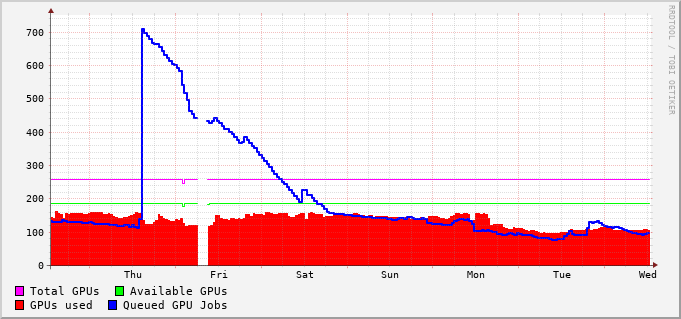 RRDTOOL / TOBI OETIKER
700
600
500
400
300
200
100
0
Thu Fri Sat Sun Mon Tue Wed
Total GPUs Available GPUs
GPUs used Queued GPU Jobs